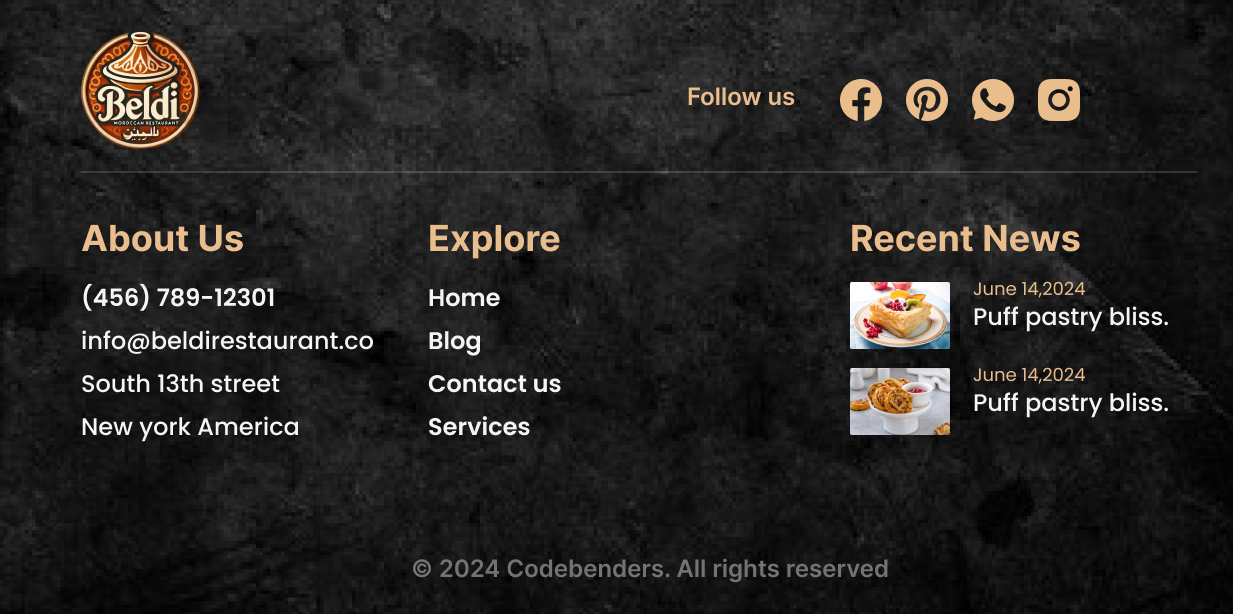 Beldi
MOROCCAN RESTAURANT
Follow us
About Us
(456) 789-12301
info@beldirestaurant.co
South 13th street
New york America
Explore
Home
Blog
Contact us
Services
Recent News
June 14,2024
Puff pastry bliss.
June 14,2024
Puff pastry bliss.
© 2024 Codebenders. All rights reserved